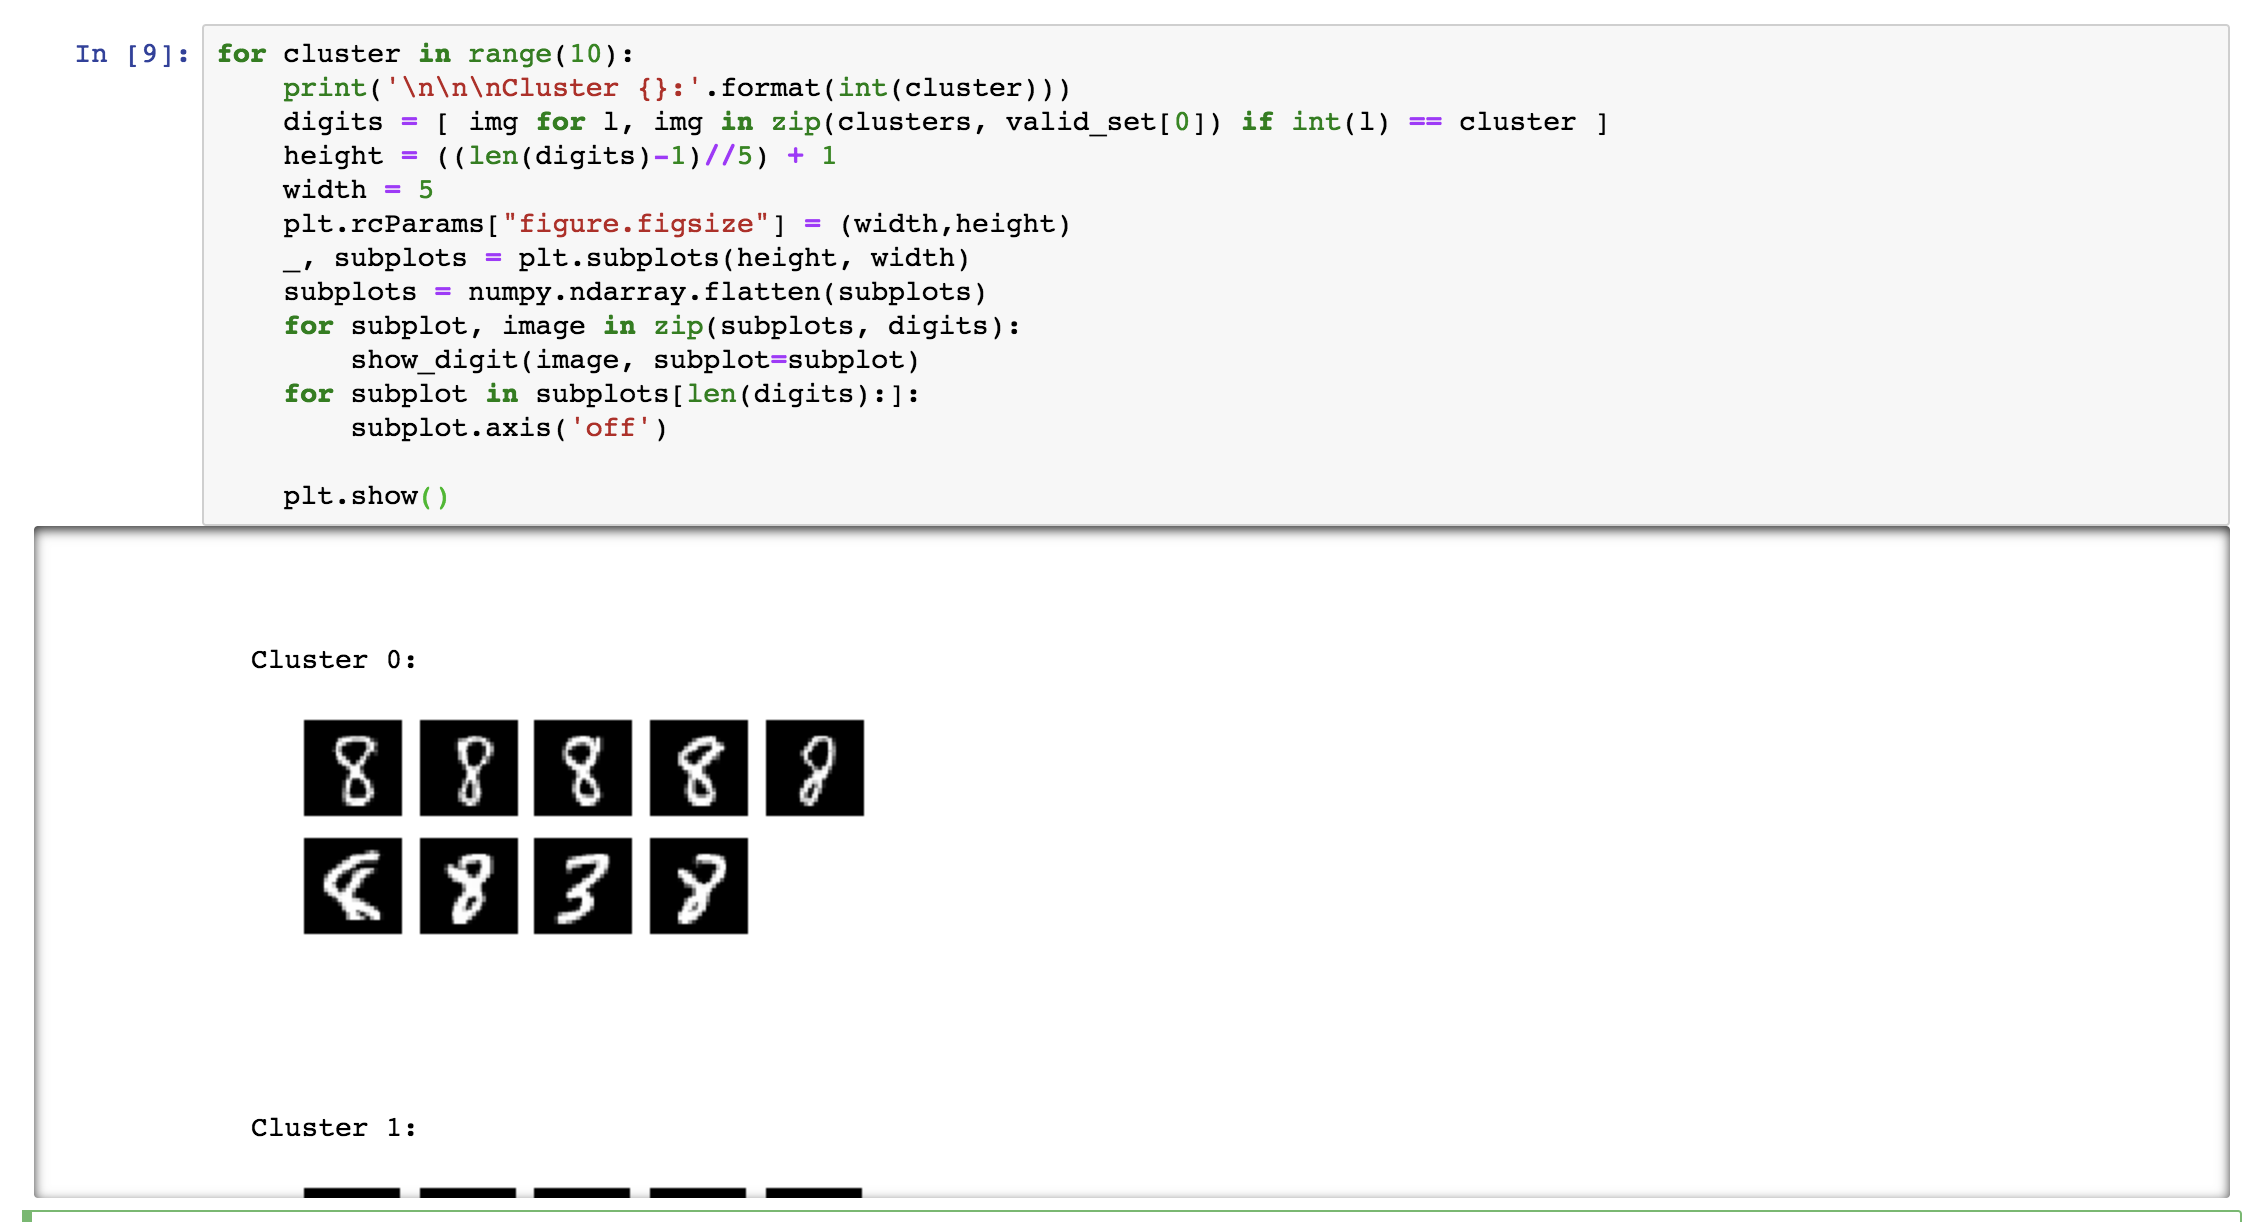 In [9]: for cluster in range(10):
    print('\n\n\nCluster {}:'.format(int(cluster)))
    digits = [ img for l, img in zip(clusters, valid_set[0]) if int(l) == cluster ]
    height = ((len(digits)-1)//5) + 1
    width = 5
    plt.rcParams["figure.figsize"] = (width,height)
    _, subplots = plt.subplots(height, width)
    subplots = numpy.ndarray.flatten(subplots)
    for subplot, image in zip(subplots, digits):
        show_digit(image, subplot=subplot)
    for subplot in subplots[len(digits):]:
        subplot.axis('off')
    plt.show()
Cluster 0:
8 8 8 8 9
8 8 3 8
Cluster 1: